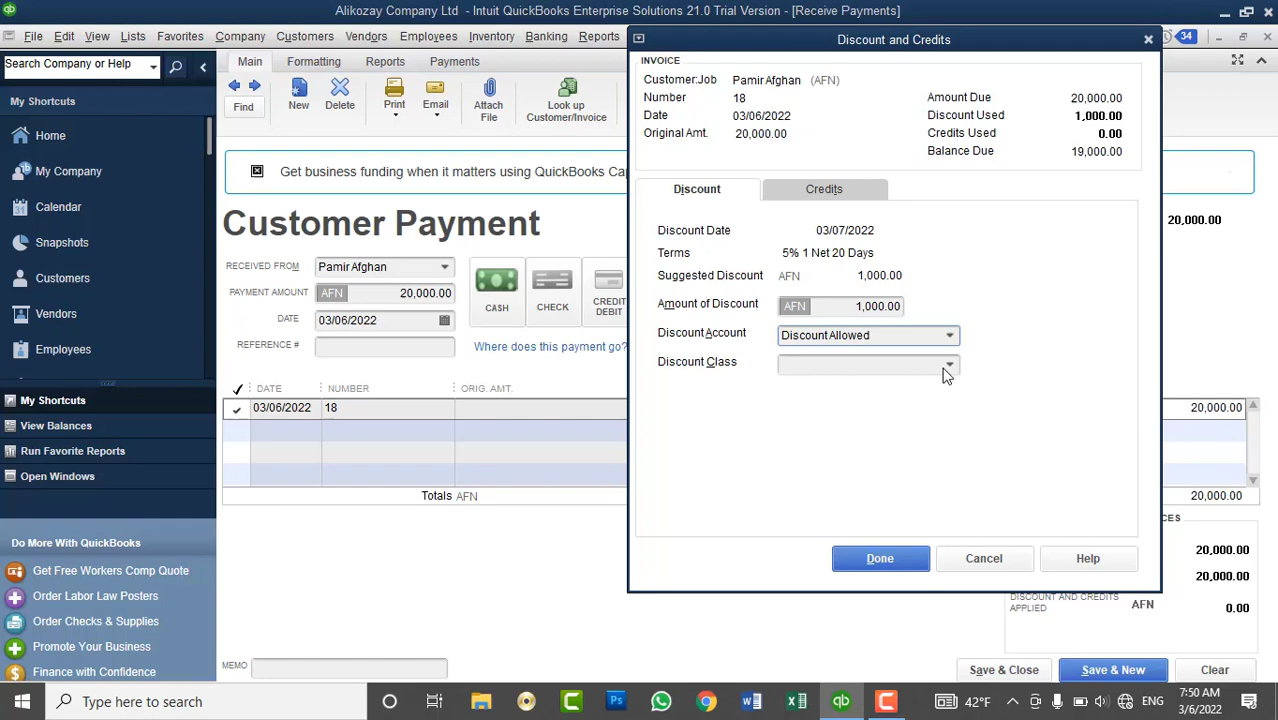 Alikozay Company Ltd - Intuit QuickBooks Enterprise Solutions 21.0 Trial Version - [Receive Payments]
File Edit View Lists Favorites Company Customers Vendors Employees Inventory Banking Reports
34
Search Company or Help
My Shortcuts
Home
My Company
Calendar
Snapshots
Customers
Vendors
Employees
My Shortcuts
View Balances
Run Favorite Reports
Open Windows
Do More With QuickBooks
Get Free Workers Comp Quote
Order Labor Law Posters
Order Checks & Supplies
Promote Your Business
Finance with Confidence
Main Formatting Reports Payments
Find
New
Delete
Print
Email
Attach
File
Look up
Customer/Invoice
Get business funding when it matters using QuickBooks
Customer Payment
20,000.00
RECEIVED FROM Pamir Afghan
PAYMENT AMOUNT AFN 20,000.00
DATE 03/06/2022
REFERENCE #
CASH
CHECK
CREDIT
DEBIT
Where does this payment go?
DATE NUMBER ORIG. AMT.
03/06/2022 18 20,000.00
Totals AFN 20,000.00
20,000.00
20,000.00
DISCOUNT AND CREDITS
APPLIED AFN 0.00
MEMO
Save & Close Save & New Clear
Discount and Credits
INVOICE
Customer:Job Pamir Afghan (AFN)
Number 18
Date 03/06/2022
Original Amt. 20,000.00
Amount Due 20,000.00
Discount Used 1,000.00
Credits Used 0.00
Balance Due 19,000.00
Discount Credits
Discount Date 03/07/2022
Terms 5% 1 Net 20 Days
Suggested Discount AFN 1,000.00
Amount of Discount AFN 1,000.00
Discount Account Discount Allowed
Discount Class
Done Cancel Help
Type here to search
42°F
ENG
7:50 AM
3/6/2022